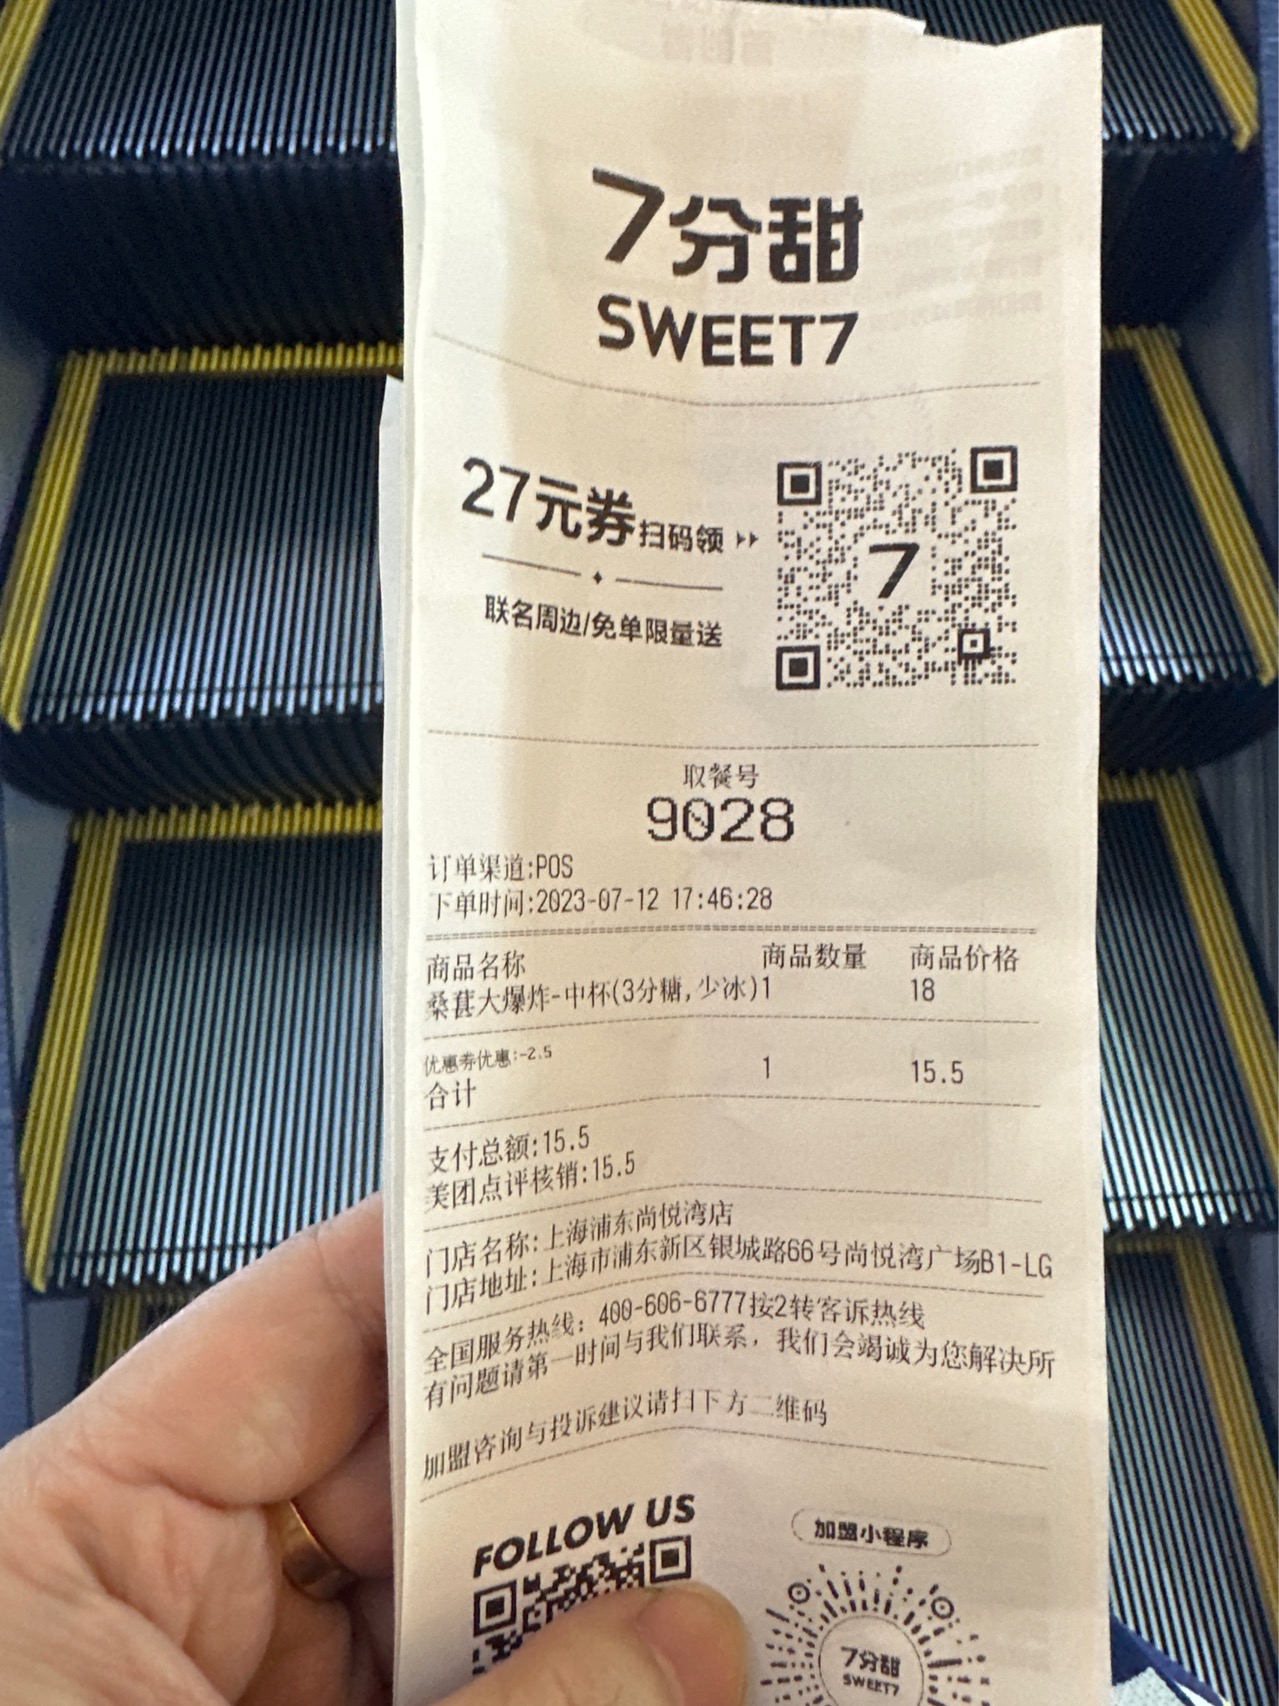 7分甜
SWEET7
27元券扫码领
联名周边/免单限量送
7
取餐号
9028
订单渠道:POS
下单时间:2023-07-12 17:46:28
商品名称 商品数量 商品价格
桑葚大爆炸-中杯(3分糖,少冰)1 18
优惠券优惠:-2.5
合计 1 15.5
支付总额:15.5
美团点评核销:15.5
门店名称:上海浦东尚悦湾店
门店地址:上海市浦东新区银城路66号尚悦湾广场B1-LG
全国服务热线: 400-606-6777按2转客诉热线
有问题请第一时间与我们联系, 我们会竭诚为您解决所
加盟咨询与投诉建议请扫下方二维码
FOLLOW US
加盟小程序
7分甜
SWEET7